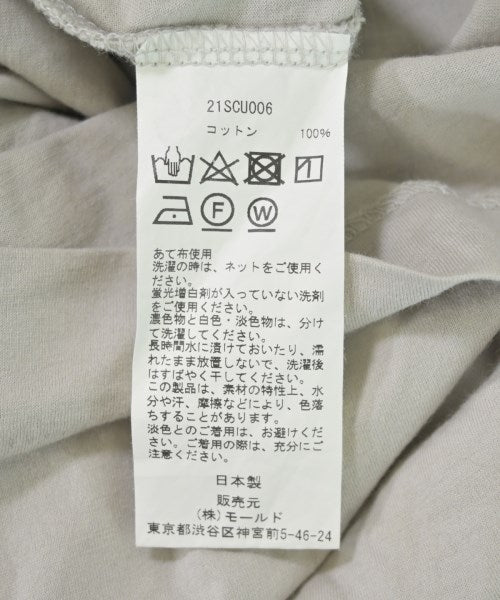 21SCU006
コットン 100%
F W
あて布使用
洗濯の時は、ネットをご使用く
ださい。
蛍光増白剤が入っていない洗剤
をご使用ください。
濃色物と白色・淡色物は、分け
て洗濯してください。
長時間水に漬けておいたり、濡
れたまま放置しないで、洗濯後
はすばやく干してください。
この製品は、素材の特性上、水
分や汗、摩擦などにより、色落
ちすることがあります。
淡色とのご着用は、お避けくだ
さい。ご着用の際は、充分にご
注意ください。
日本製
販売元
(株)モールド
東京都渋谷区神宮前5-46-24